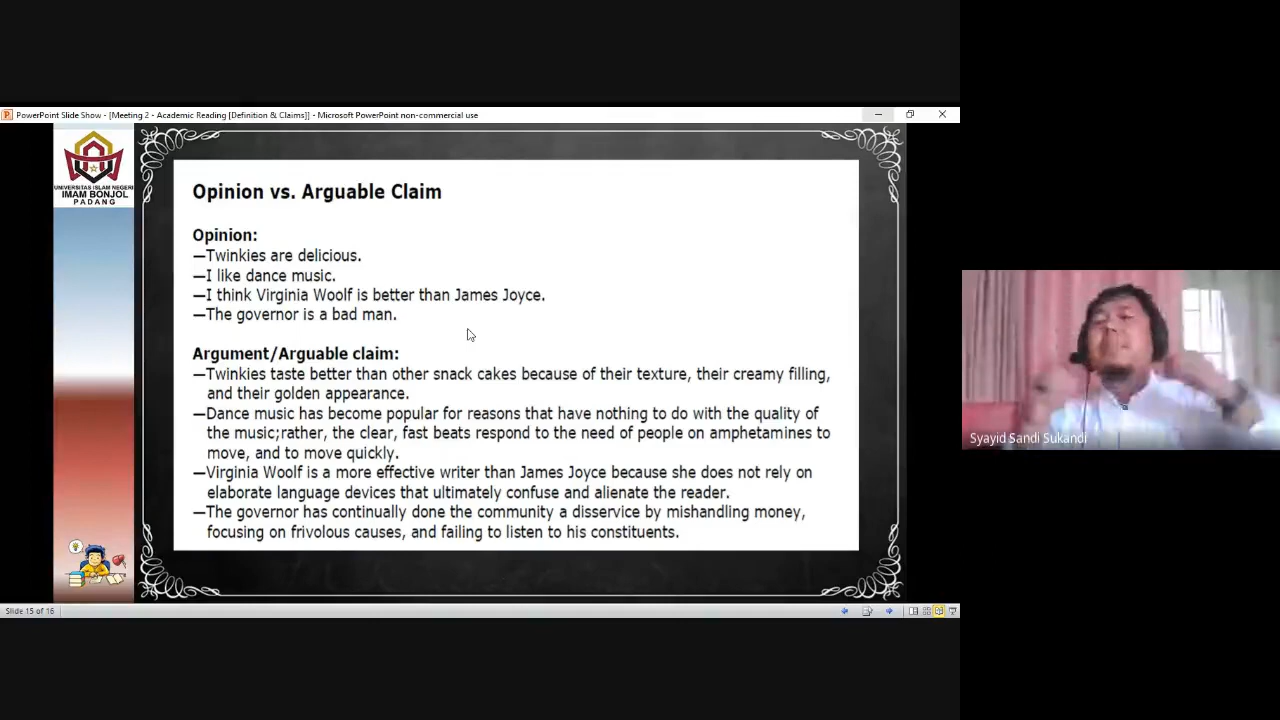 PowerPoint Slide Show - [Meeting 2 - Academic Reading [Definition & Claims]] - Microsoft PowerPoint non-commercial use
UNIVERSITAS ISLAM NEGERI
IMAM BONJOL
PADANG
Opinion vs. Arguable Claim
Opinion:
—Twinkies are delicious.
—I like dance music.
—I think Virginia Woolf is better than James Joyce.
—The governor is a bad man.
Argument/Arguable claim:
—Twinkies taste better than other snack cakes because of their texture, their creamy filling,
and their golden appearance.
—Dance music has become popular for reasons that have nothing to do with the quality of
the music;rather, the clear, fast beats respond to the need of people on amphetamines to
move, and to move quickly.
—Virginia Woolf is a more effective writer than James Joyce because she does not rely on
elaborate language devices that ultimately confuse and alienate the reader.
—The governor has continually done the community a disservice by mishandling money,
focusing on frivolous causes, and failing to listen to his constituents.
Slide 15 of 16
Syayid Sandi Sukandi